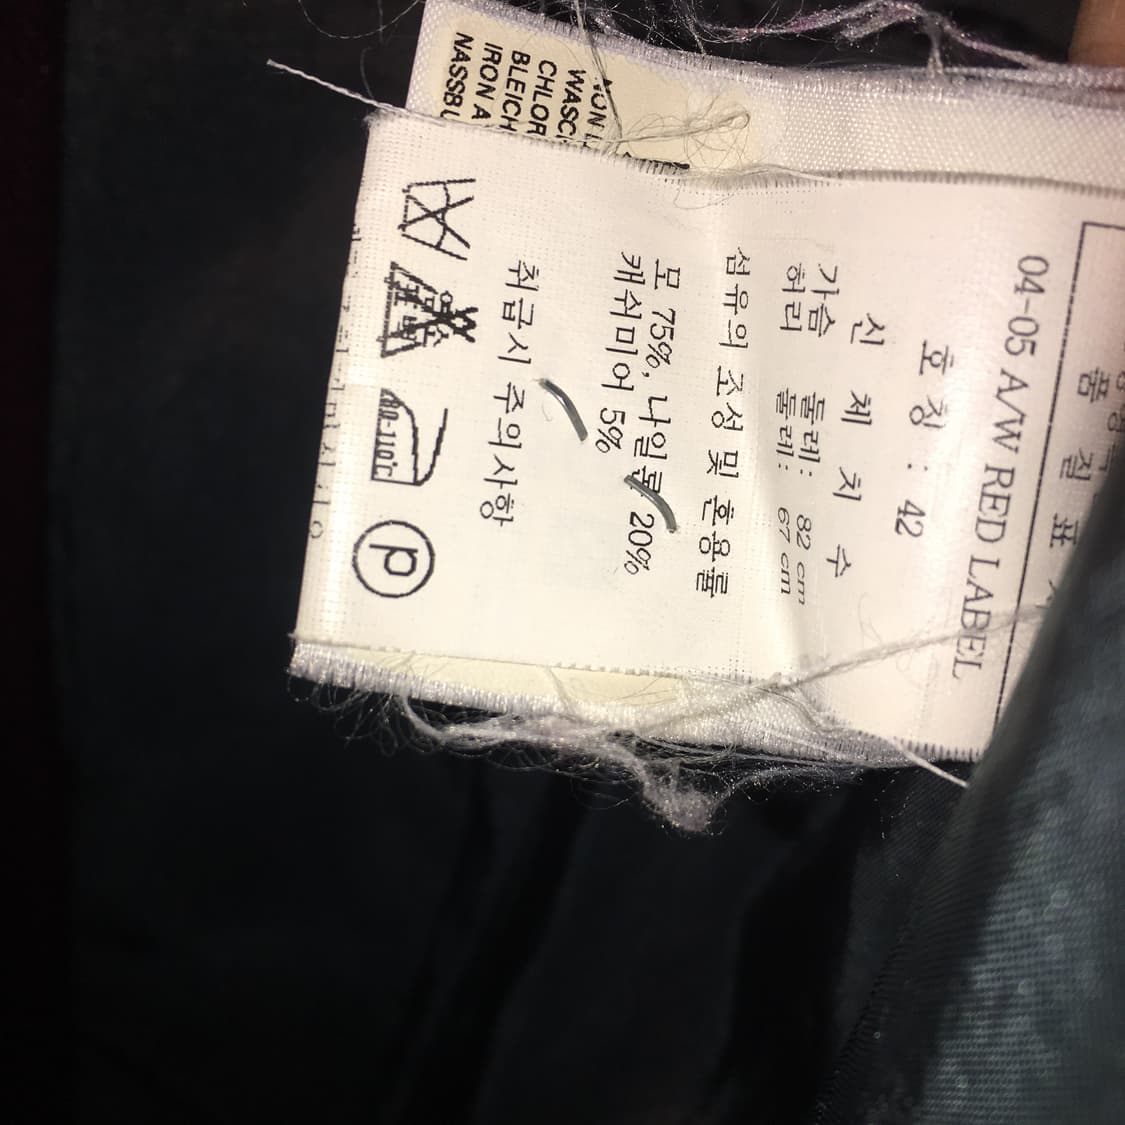 04-05 A/W RED LABEL
호칭 : 42
신 체 치 수
가슴 둘레: 82 cm
허리 둘레: 67 cm
섬유의 조성 및 혼용률
모 75%, 나일론 20%
캐쉬미어 5%
취급시 주의사항
80-110℃
P
CHLOR
BLEICH
IRON A
NASSBU